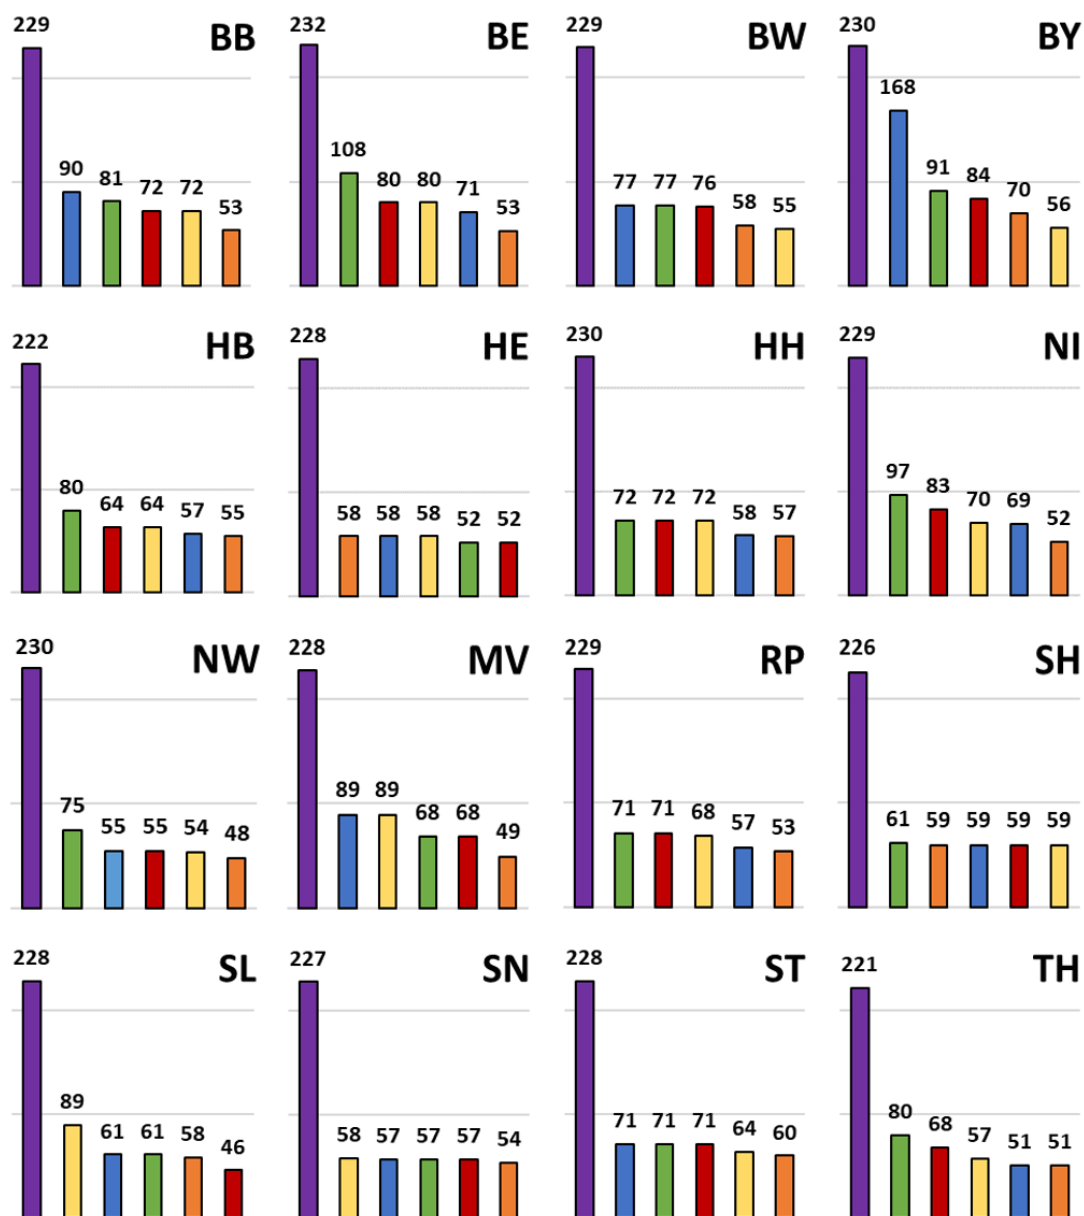 229 BB
90 81 72 72 53
232 BE
108 80 80 71 53
229 BW
77 77 76 58 55
230 BY
168 91 84 70 56
222 HB
80 64 64 57 55
228 HE
58 58 58 52 52
230 HH
72 72 72 58 57
229 NI
97 83 70 69 52
230 NW
75 55 55 54 48
228 MV
89 89 68 68 49
229 RP
71 71 68 57 53
226 SH
61 59 59 59 59
228 SL
89 61 61 58 46
227 SN
58 57 57 57 54
228 ST
71 71 71 64 60
221 TH
80 68 57 51 51